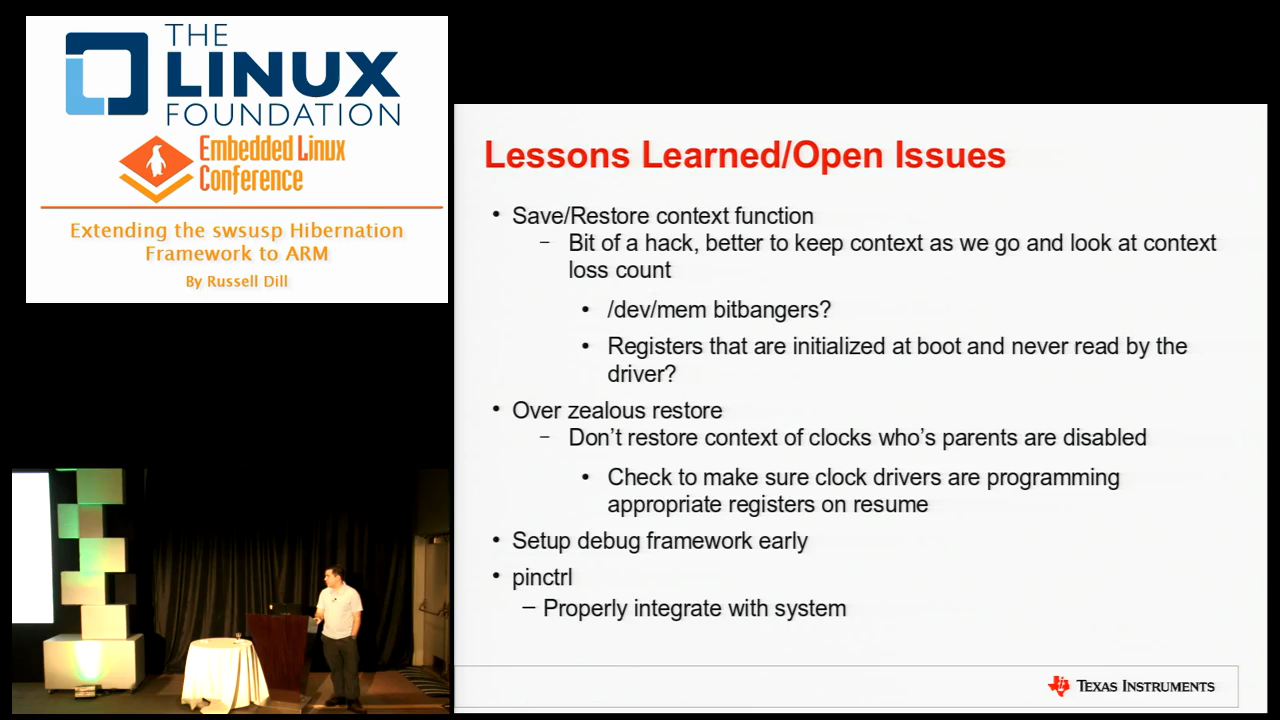 THE
LINUX
FOUNDATION
Embedded Linux
Conference
Extending the swsusp Hibernation
Framework to ARM
By Russell Dill
Lessons Learned/Open Issues
• Save/Restore context function
– Bit of a hack, better to keep context as we go and look at context
loss count
• /dev/mem bitbangers?
• Registers that are initialized at boot and never read by the
driver?
• Over zealous restore
– Don't restore context of clocks who's parents are disabled
• Check to make sure clock drivers are programming
appropriate registers on resume
• Setup debug framework early
• pinctrl
– Properly integrate with system
TEXAS INSTRUMENTS